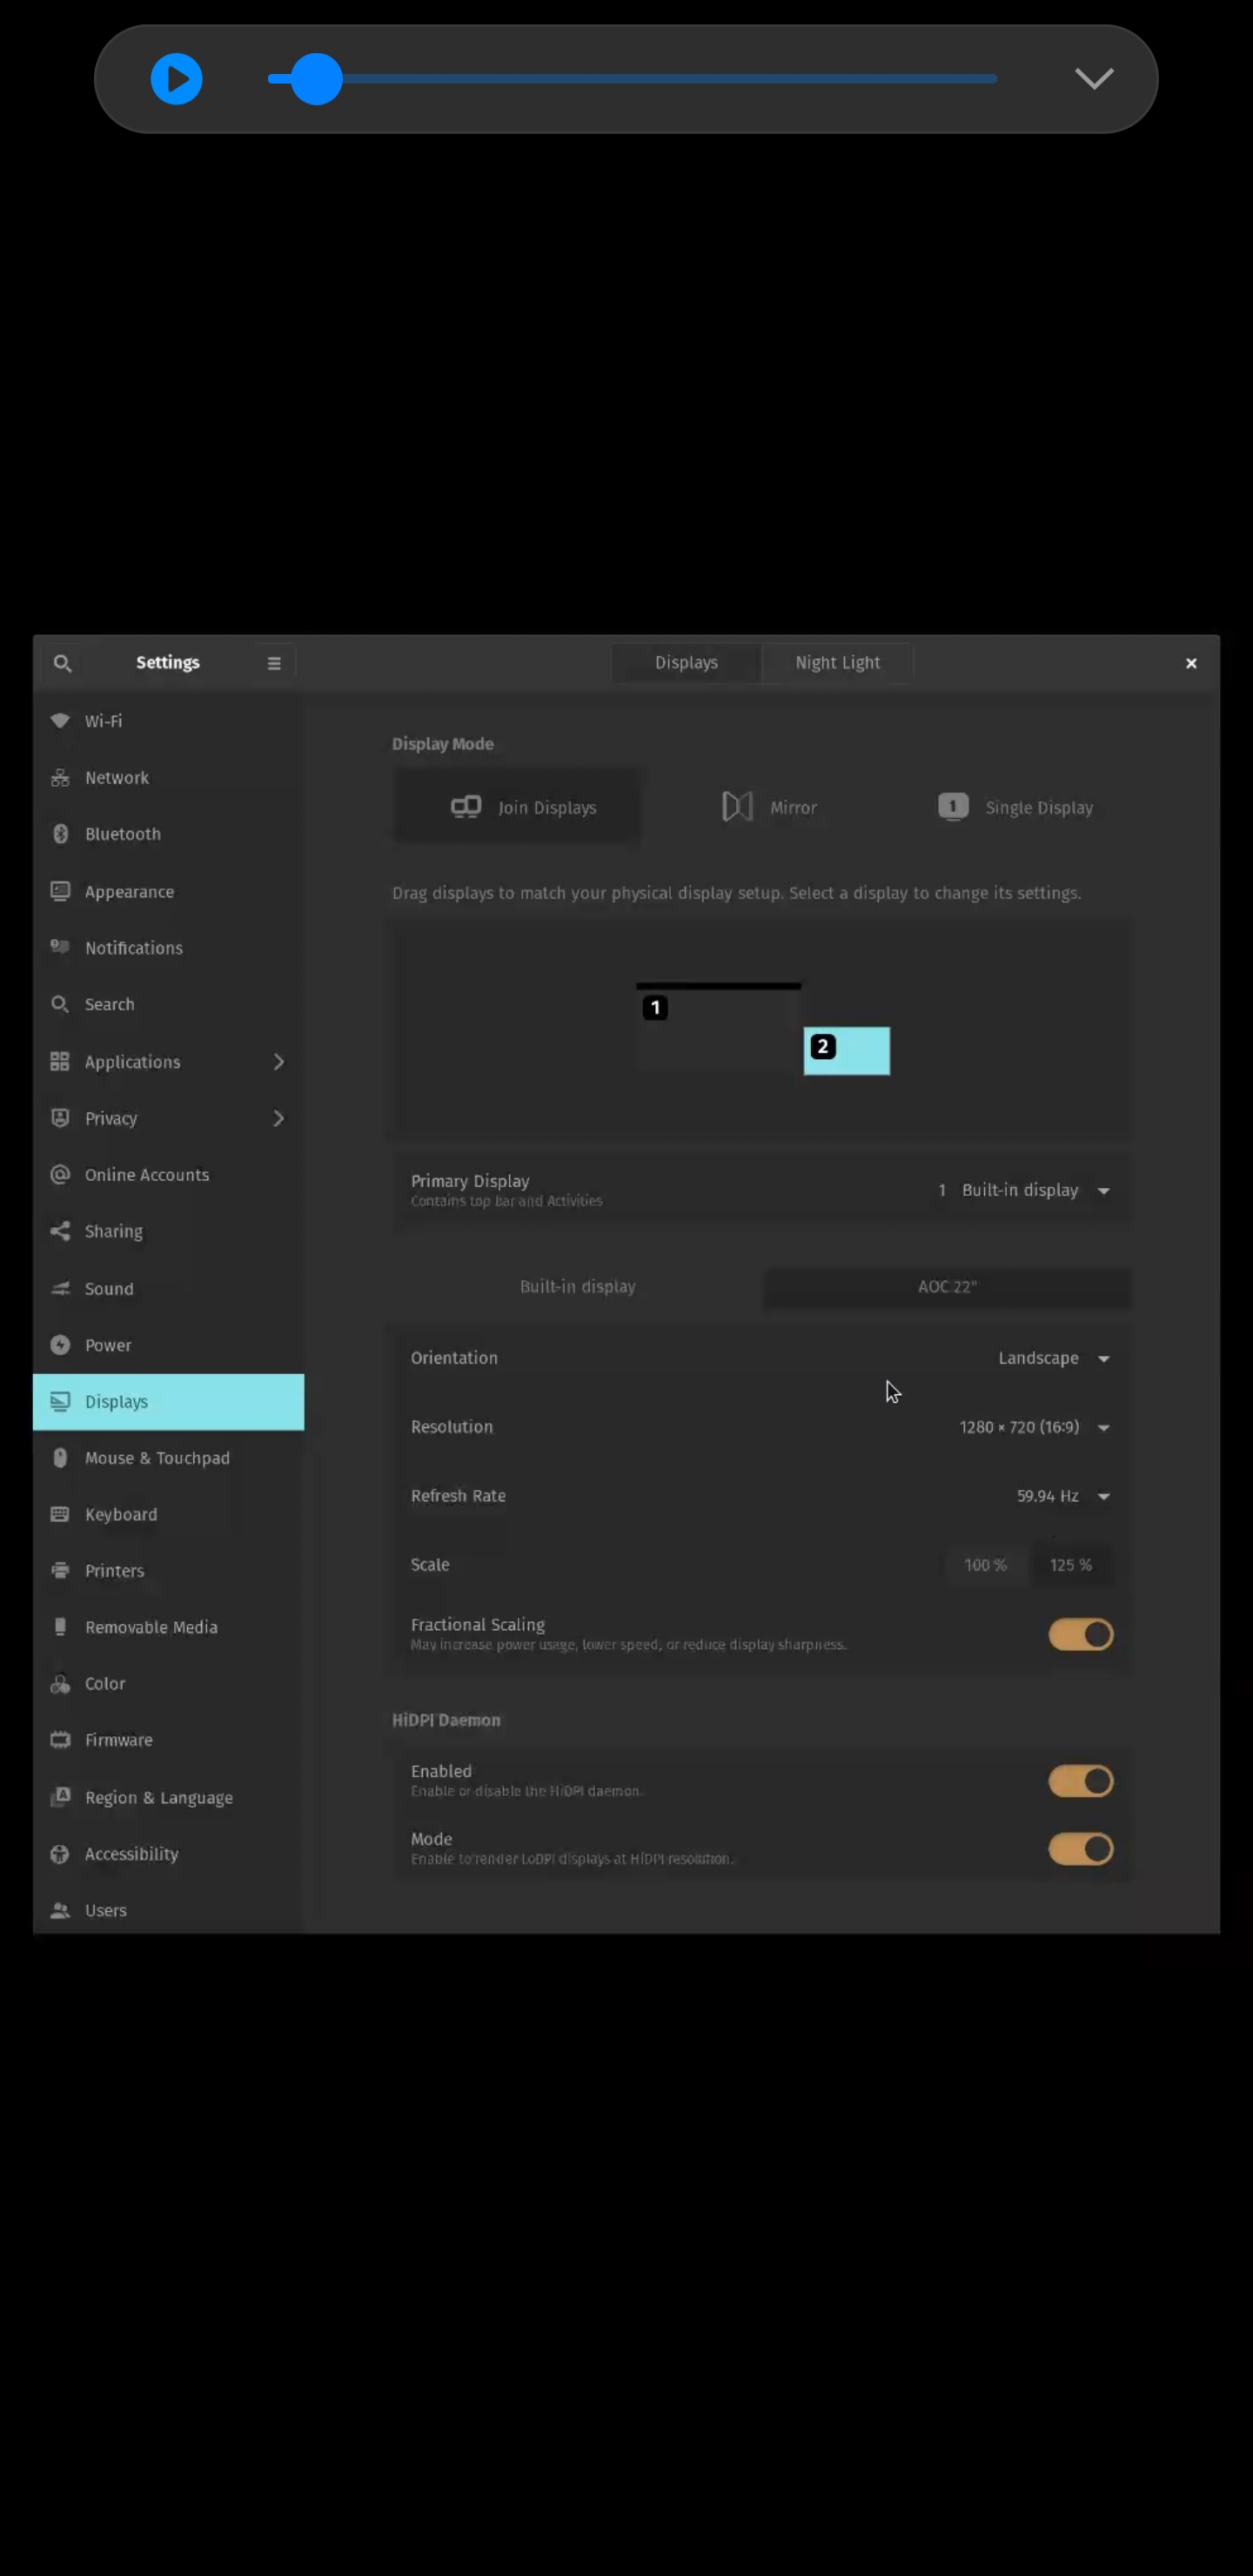 Settings
Displays
Night Light
Wi-Fi
Network
Bluetooth
Appearance
Notifications
Search
Applications
Privacy
Online Accounts
Sharing
Sound
Power
Displays
Mouse & Touchpad
Keyboard
Printers
Removable Media
Color
Firmware
Region & Language
Accessibility
Users
Display Mode
Join Displays
Mirror
1 Single Display
Drag displays to match your physical display setup. Select a display to change its settings.
1
2
Primary Display
Contains top bar and Activities
1 Built-in display
Built-in display
AOC 22"
Orientation
Landscape
Resolution
1280 × 720 (16:9)
Refresh Rate
59.94 Hz
Scale
100 %
125 %
Fractional Scaling
May increase power usage, lower speed, or reduce display sharpness.
HiDPI Daemon
Enabled
Enable or disable the HiDPI daemon.
Mode
Enable to render LoDPI displays at HiDPI resolution.